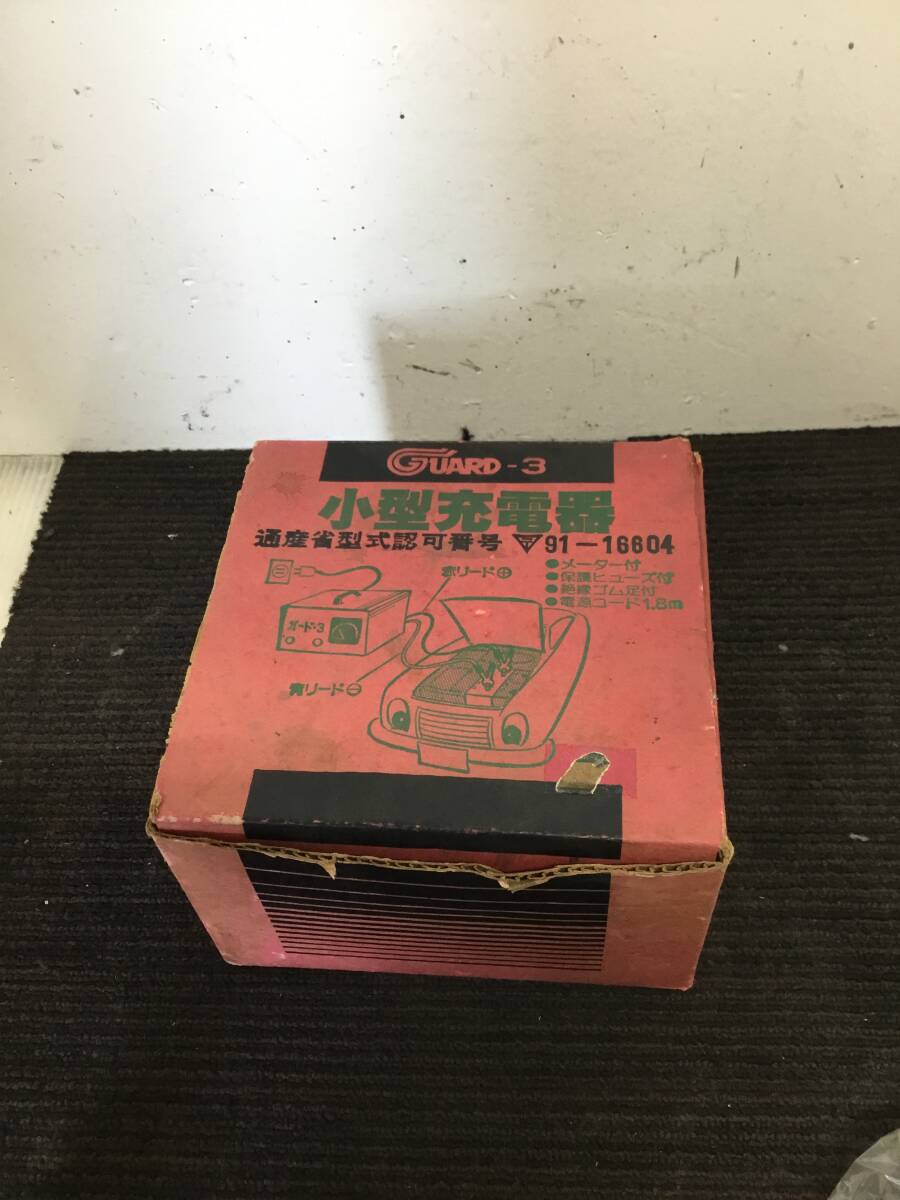 GUARD-3
小型充電器
通産省型式認可番号 〒91-16604
●メーター付
●保護ヒューズ付
●絶縁ゴム足付
●電源コード1.8m
赤リード⊕
ガード・3
青リード⊖